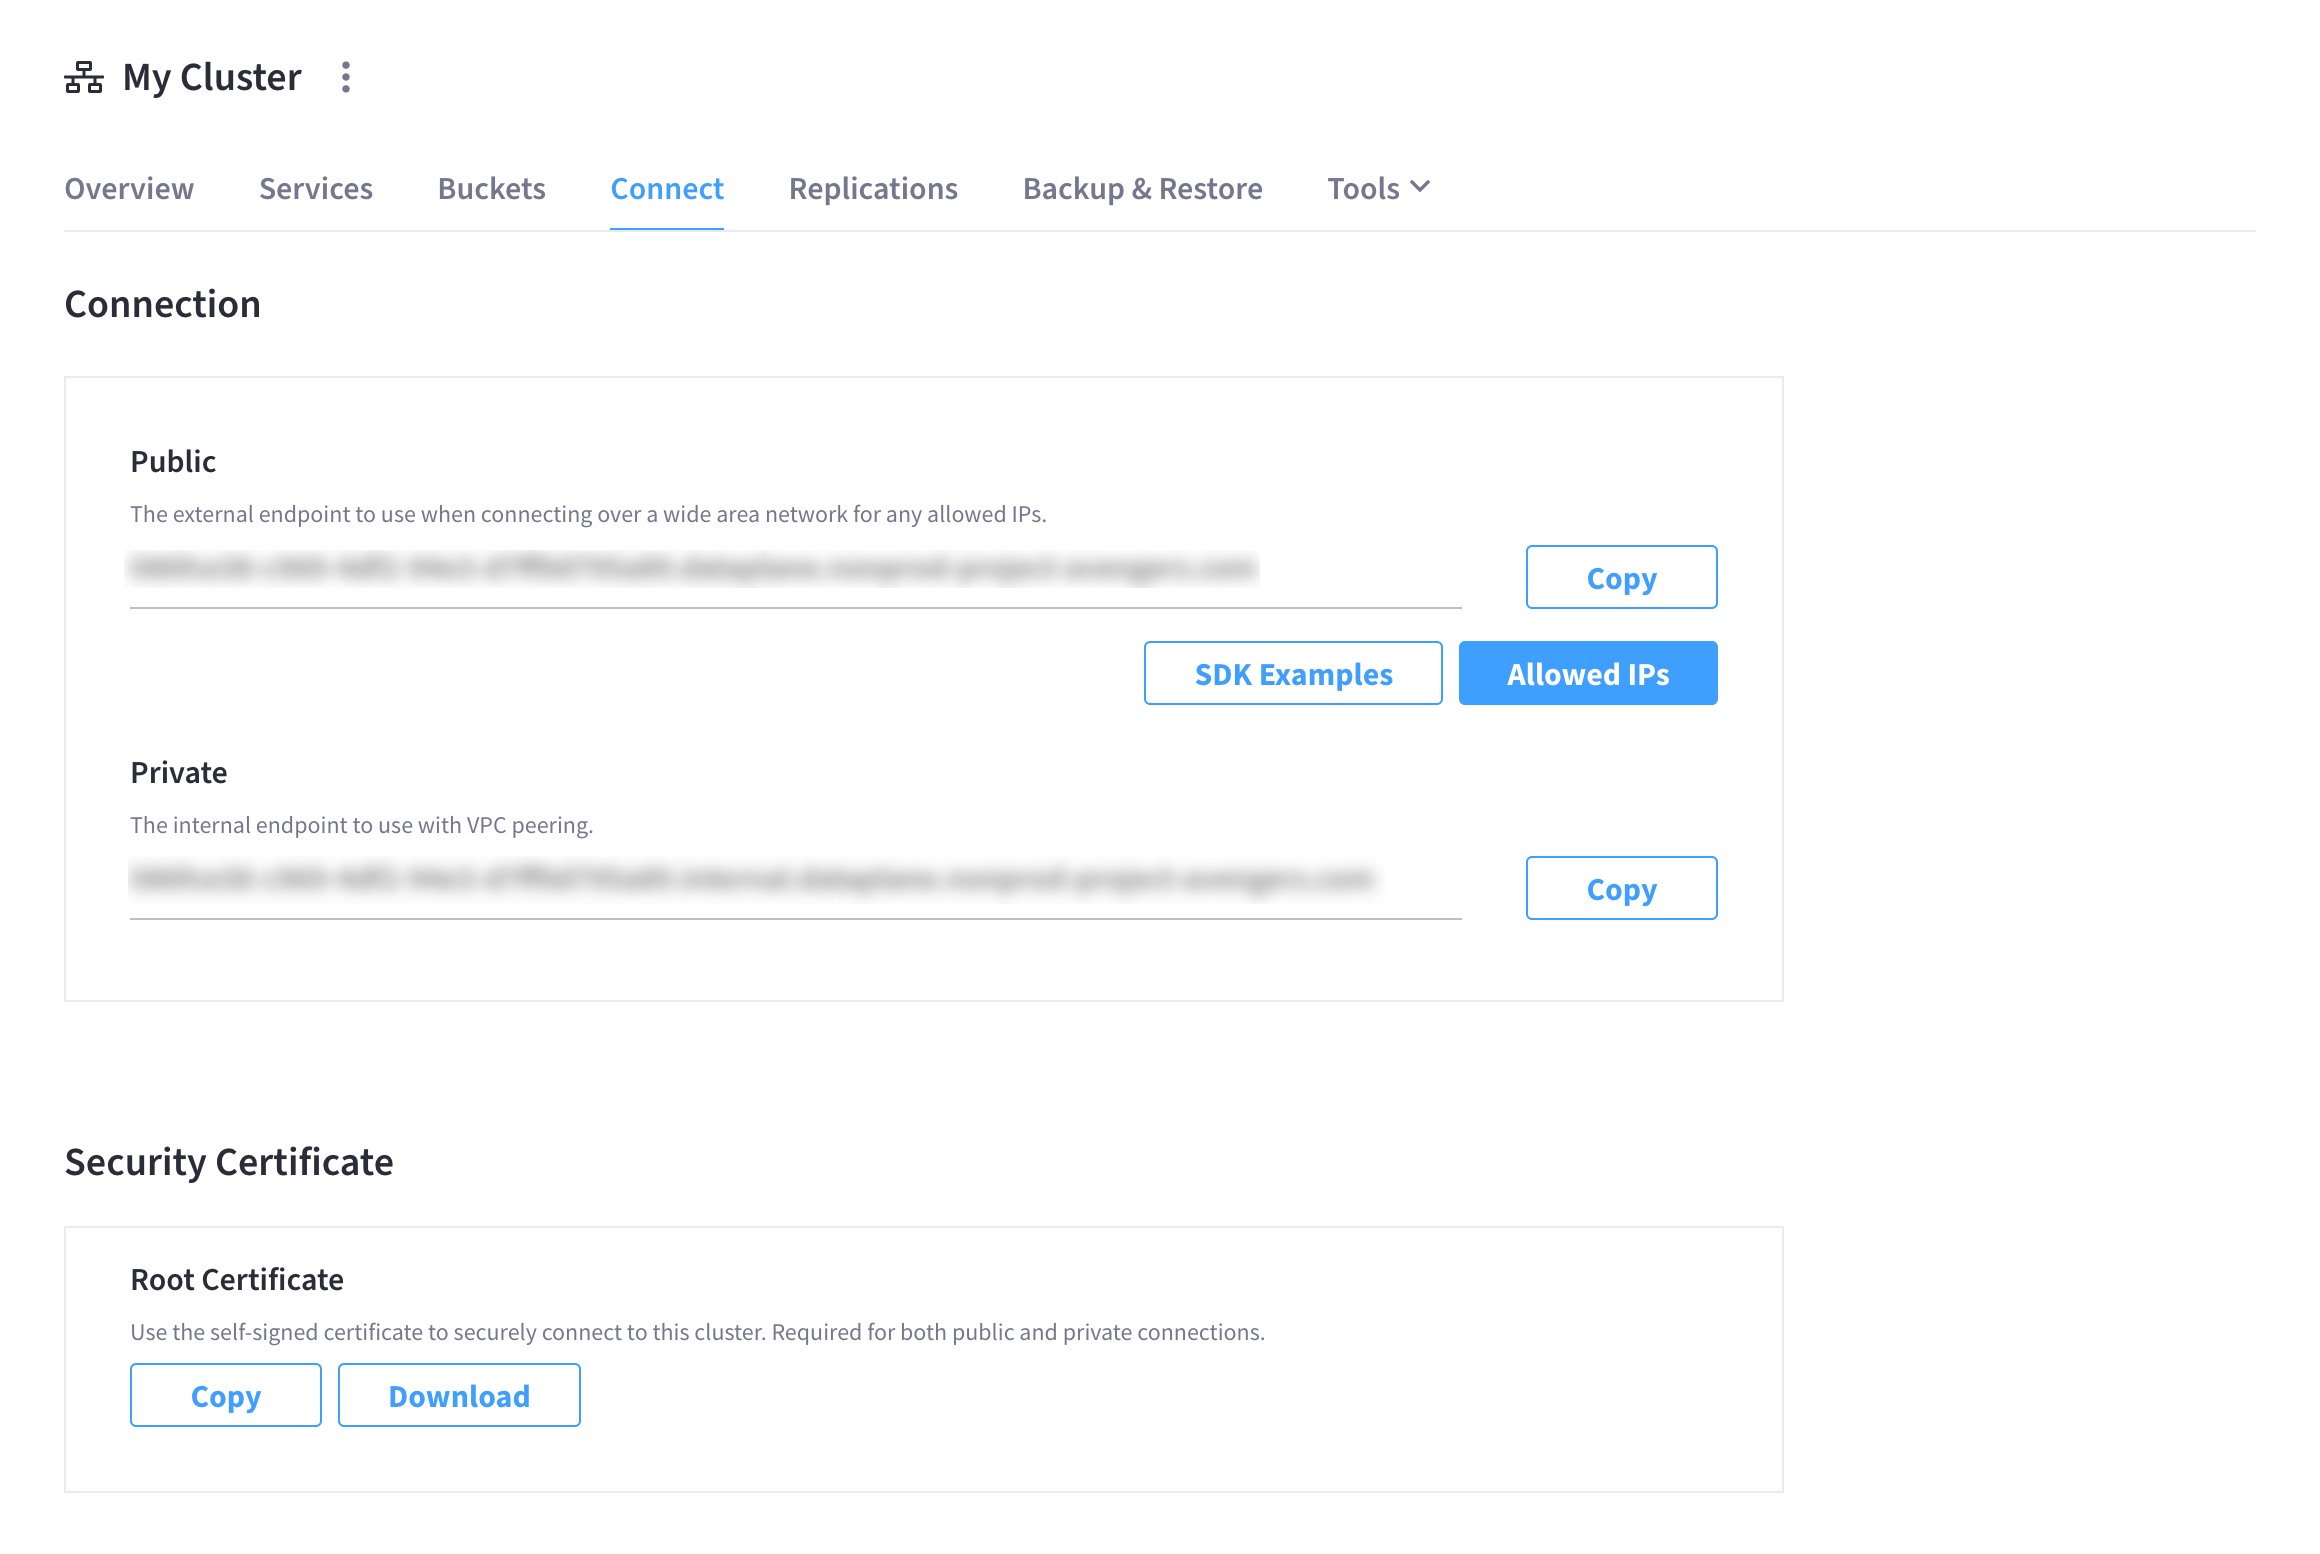 My Cluster
Overview Services Buckets Connect Replications Backup & Restore Tools
Connection
Public
The external endpoint to use when connecting over a wide area network for any allowed IPs.
Copy
SDK Examples Allowed IPs
Private
The internal endpoint to use with VPC peering.
Copy
Security Certificate
Root Certificate
Use the self-signed certificate to securely connect to this cluster. Required for both public and private connections.
Copy Download